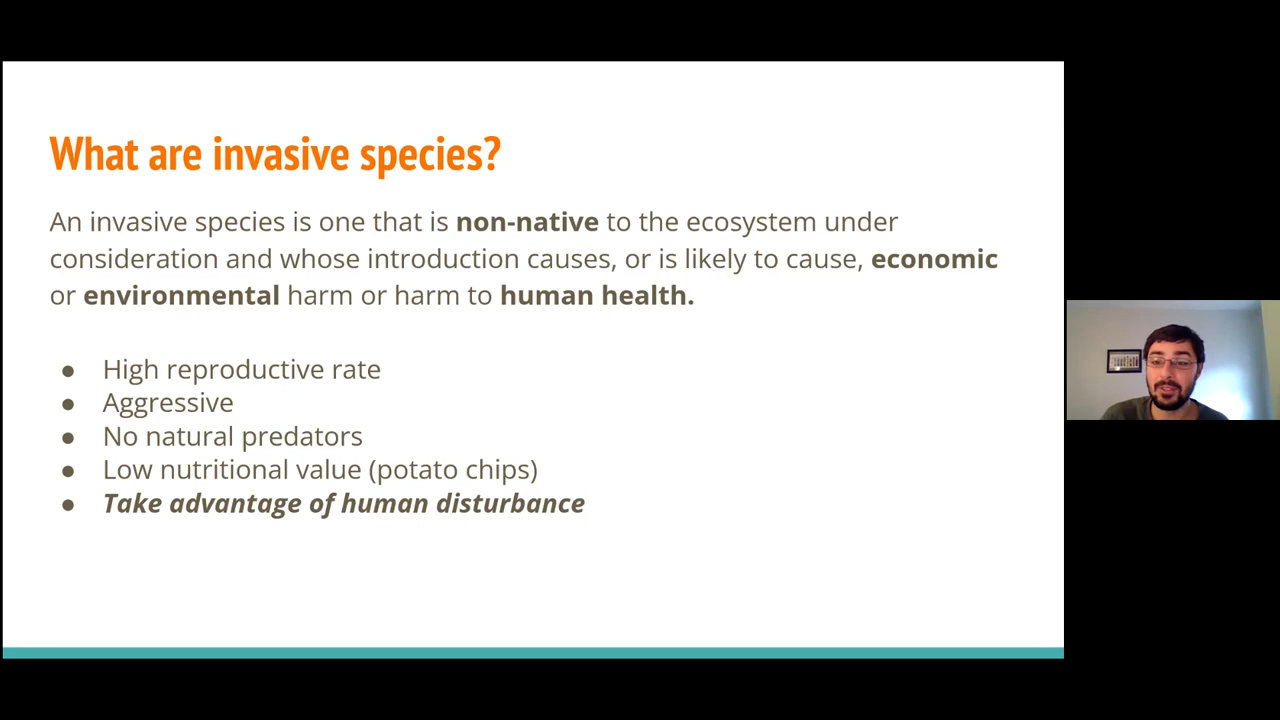 What are invasive species?
An invasive species is one that is non-native to the ecosystem under
consideration and whose introduction causes, or is likely to cause, economic
or environmental harm or harm to human health.
● High reproductive rate
● Aggressive
● No natural predators
● Low nutritional value (potato chips)
● Take advantage of human disturbance